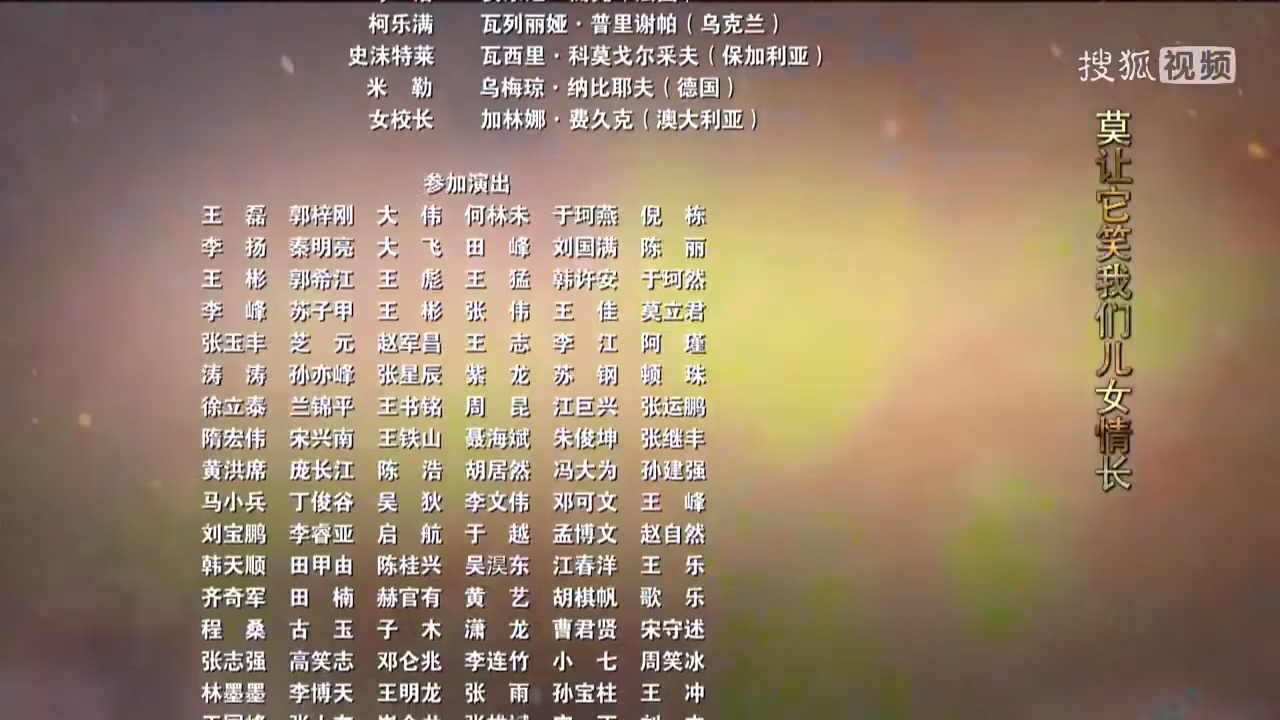 柯乐满 瓦列丽娅·普里谢帕（乌克兰）
史沫特莱 瓦西里·科莫戈尔采夫（保加利亚）
米 勒 乌梅琼·纳比耶夫（德国）
女校长 加林娜·费久克（澳大利亚）
搜狐视频
莫让它笑我们儿女情长
参加演出
王 磊 郭梓刚 大 伟 何林未 于珂燕 倪 栋
李 扬 秦明亮 大 飞 田 峰 刘国满 陈 丽
王 彬 郭希江 王 彪 王 猛 韩许安 于珂然
李 峰 苏子甲 王 彬 张 伟 王 佳 莫立君
张玉丰 芝 元 赵军昌 王 志 李 江 阿 瑾
涛 涛 孙亦峰 张星辰 紫 龙 苏 钢 顿 珠
徐立泰 兰锦平 王书铭 周 昆 江巨兴 张运鹏
隋宏伟 宋兴南 王铁山 聂海斌 朱俊坤 张继丰
黄洪席 庞长江 陈 浩 胡居然 冯大为 孙建强
马小兵 丁俊谷 吴 狄 李文伟 邓可文 王 峰
刘宝鹏 李睿亚 启 航 于 越 孟博文 赵自然
韩天顺 田甲由 陈桂兴 吴淏东 江春洋 王 乐
齐奇军 田 楠 赫官有 黄 艺 胡棋帆 歌 乐
程 桑 古 玉 子 木 潇 龙 曹君贤 宋守述
张志强 高笑志 邓仑兆 李连竹 小 七 周笑冰
林墨墨 李博天 王明龙 张 雨 孙宝柱 王 冲